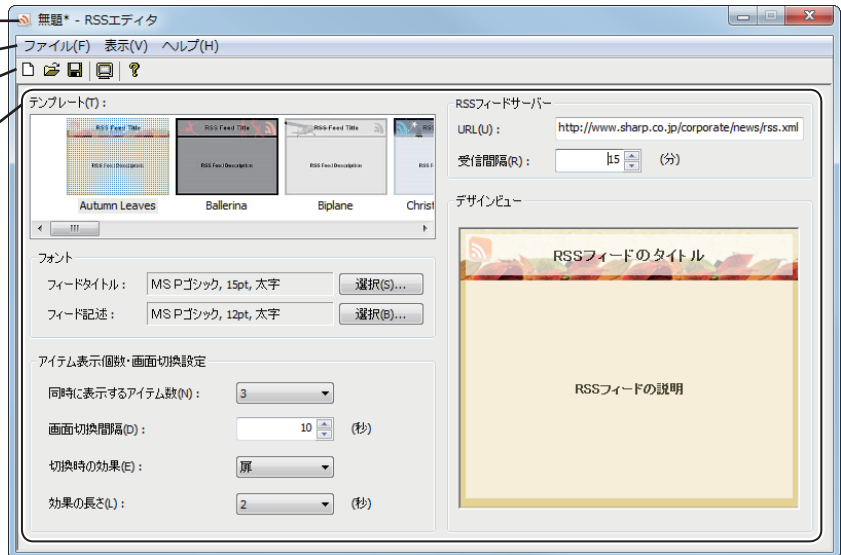 無題* - RSSエディタ
ファイル(F) 表示(V) ヘルプ(H)
テンプレート(T)：
RSS Feed Title
RSS Feed Description
Autumn Leaves
RSS Feed Title
RSS Feed Description
Ballerina
RSS Feed Title
RSS Feed Description
Biplane
RSS
RSS F
Christ
フォント
フィードタイトル： MS Pゴシック, 15pt, 太字 選択(S)...
フィード記述： MS Pゴシック, 12pt, 太字 選択(B)...
アイテム表示個数・画面切換設定
同時に表示するアイテム数(N)： 3
画面切換間隔(D)： 10 (秒)
切換時の効果(E)： 扉
効果の長さ(L)： 2 (秒)
RSSフィードサーバー
URL(U)： http://www.sharp.co.jp/corporate/news/rss.xml
受信間隔(R)： 15 (分)
デザインビュー
RSSフィードのタイトル
RSSフィードの説明